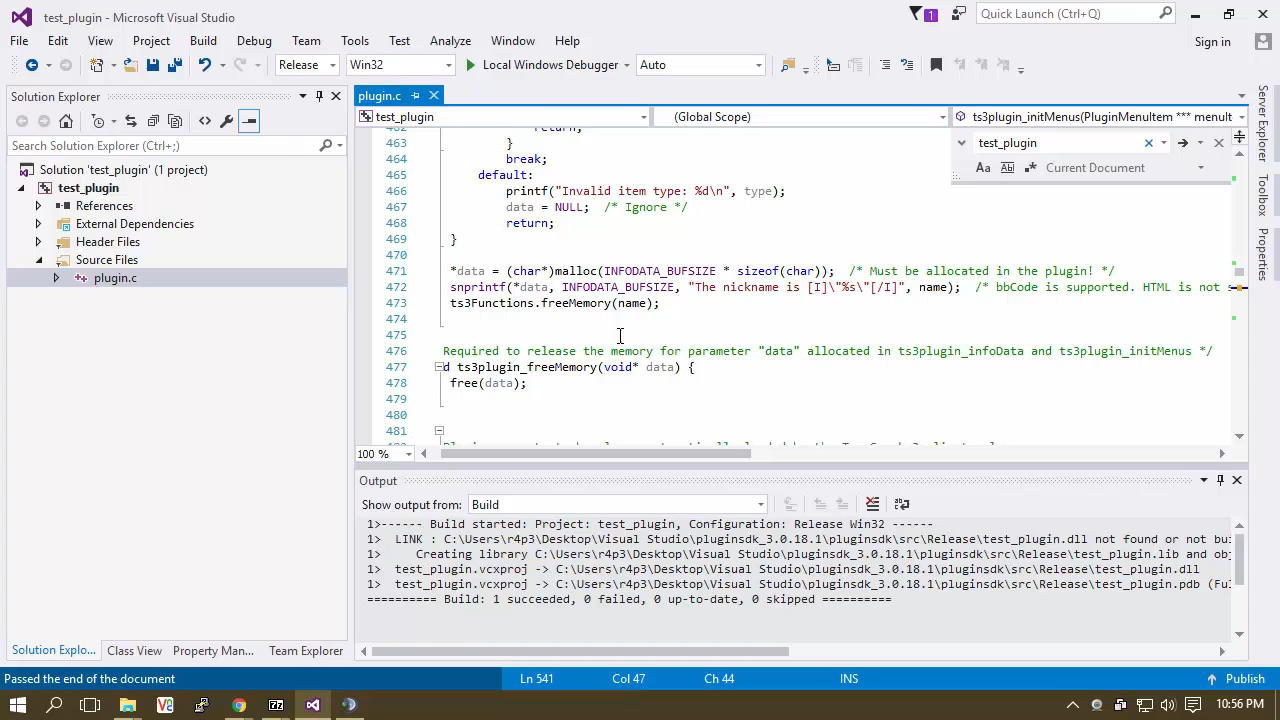 test_plugin - Microsoft Visual Studio
1
Quick Launch (Ctrl+Q)
File Edit View Project Build Debug Team Tools Test Analyze Window Help
Sign in
Release Win32 Local Windows Debugger Auto
Solution Explorer
plugin.c
test_plugin (Global Scope) ts3plugin_initMenus(PluginMenuItem *** menuIt
Search Solution Explorer (Ctrl+;)
test_plugin
Aa Ab Current Document
Solution 'test_plugin' (1 project)
test_plugin
References
External Dependencies
Header Files
Source Files
plugin.c
return;
463 }
464 break;
465 default:
466 printf("Invalid item type: %d\n", type);
467 data = NULL; /* Ignore */
468 return;
469 }
470
471 *data = (char*)malloc(INFODATA_BUFSIZE * sizeof(char)); /* Must be allocated in the plugin! */
472 snprintf(*data, INFODATA_BUFSIZE, "The nickname is [I]\"%s\"[/I]", name); /* bbCode is supported. HTML is not s
473 ts3Functions.freeMemory(name);
474
475
476 Required to release the memory for parameter "data" allocated in ts3plugin_infoData and ts3plugin_initMenus */
477 d ts3plugin_freeMemory(void* data) {
478 free(data);
479
480
481
100 %
Output
Show output from: Build
1>------ Build started: Project: test_plugin, Configuration: Release Win32 ------
1> LINK : C:\Users\r4p3\Desktop\Visual Studio\pluginsdk_3.0.18.1\pluginsdk\src\Release\test_plugin.dll not found or not bui
1> Creating library C:\Users\r4p3\Desktop\Visual Studio\pluginsdk_3.0.18.1\pluginsdk\src\Release\test_plugin.lib and obj
1> test_plugin.vcxproj -> C:\Users\r4p3\Desktop\Visual Studio\pluginsdk_3.0.18.1\pluginsdk\src\Release\test_plugin.dll
1> test_plugin.vcxproj -> C:\Users\r4p3\Desktop\Visual Studio\pluginsdk_3.0.18.1\pluginsdk\src\Release\test_plugin.pdb (Ful
========== Build: 1 succeeded, 0 failed, 0 up-to-date, 0 skipped ==========
Solution Explo... Class View Property Man... Team Explorer
Server Explorer
Toolbox
Properties
Passed the end of the document Ln 541 Col 47 Ch 44 INS Publish
10:56 PM